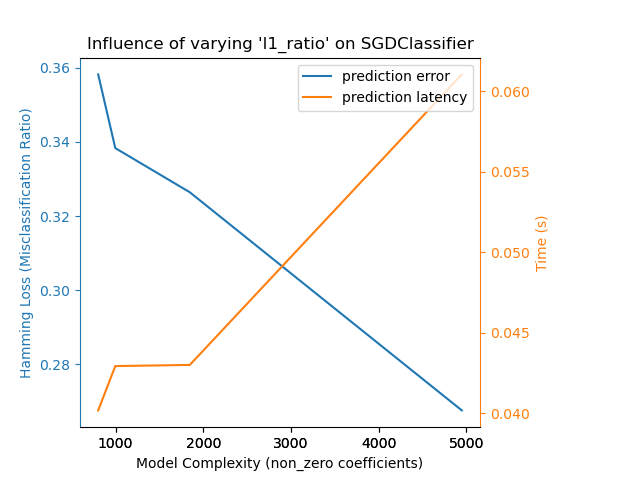 Influence of varying 'l1_ratio' on SGDClassifier
prediction error
prediction latency
Hamming Loss (Misclassification Ratio)
0.36
0.34
0.32
0.30
0.28
0.060
0.055
0.050
0.045
0.040
Time (s)
1000 2000 3000 4000 5000
Model Complexity (non_zero coefficients)